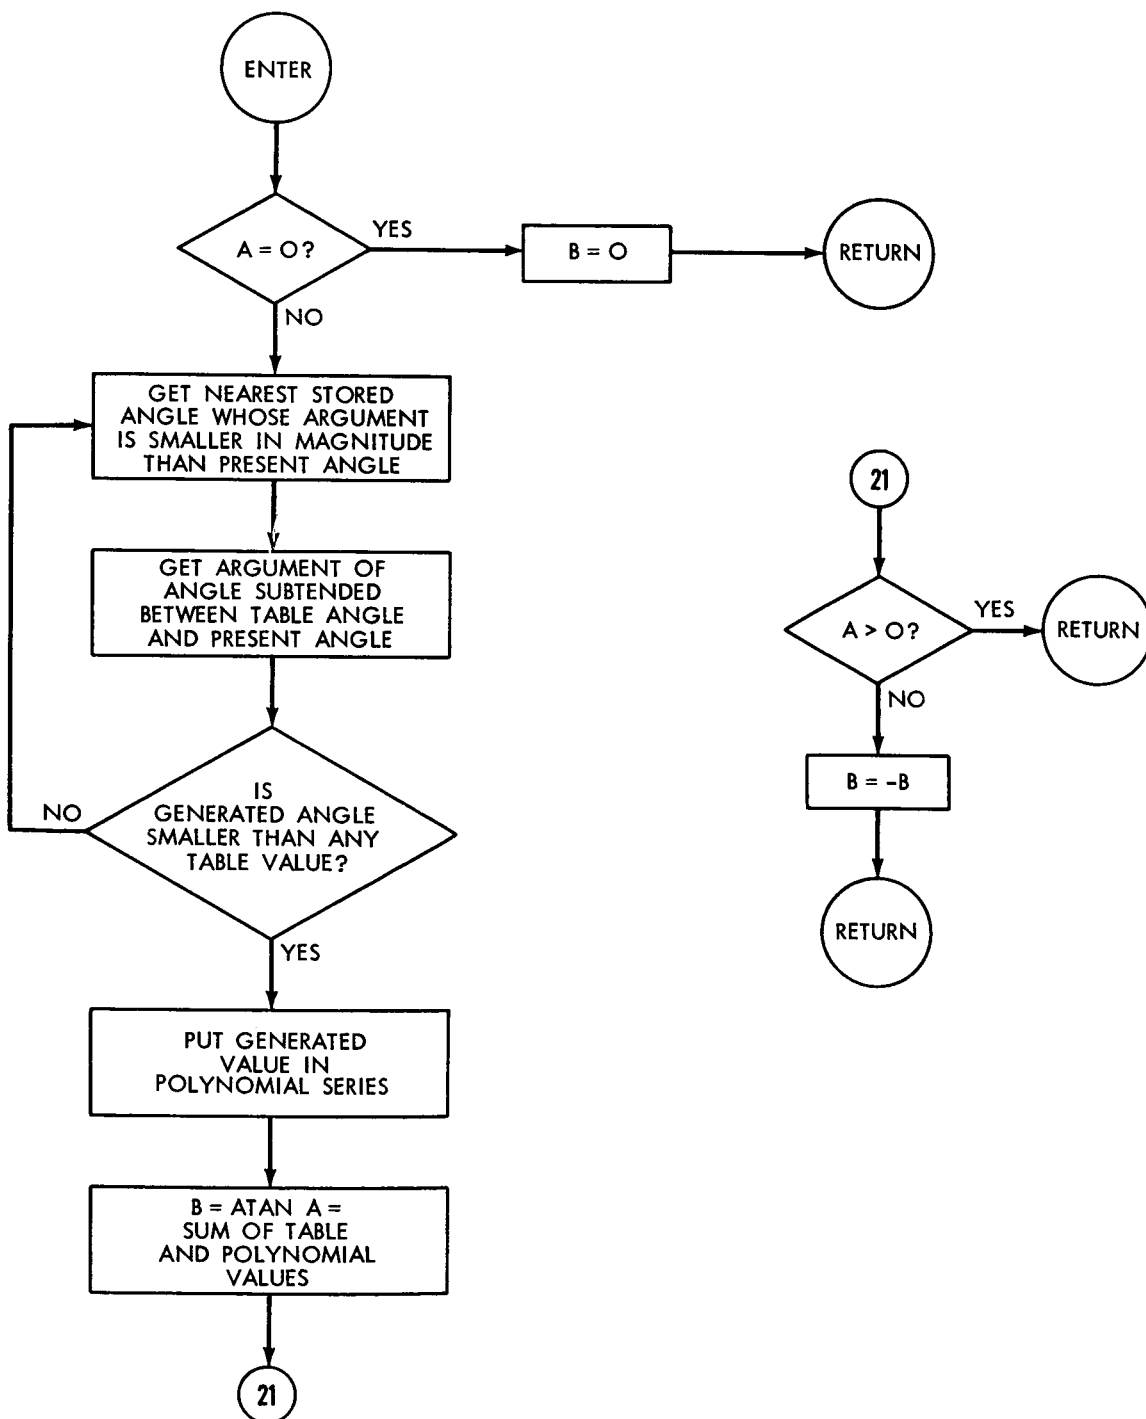 ENTER
A = O?
YES
B = O
RETURN
NO
GET NEAREST STORED
ANGLE WHOSE ARGUMENT
IS SMALLER IN MAGNITUDE
THAN PRESENT ANGLE
GET ARGUMENT OF
ANGLE SUBTENDED
BETWEEN TABLE ANGLE
AND PRESENT ANGLE
IS
GENERATED ANGLE
SMALLER THAN ANY
TABLE VALUE?
NO
YES
PUT GENERATED
VALUE IN
POLYNOMIAL SERIES
B = ATAN A =
SUM OF TABLE
AND POLYNOMIAL
VALUES
21
21
A > O?
YES
RETURN
NO
B = -B
RETURN